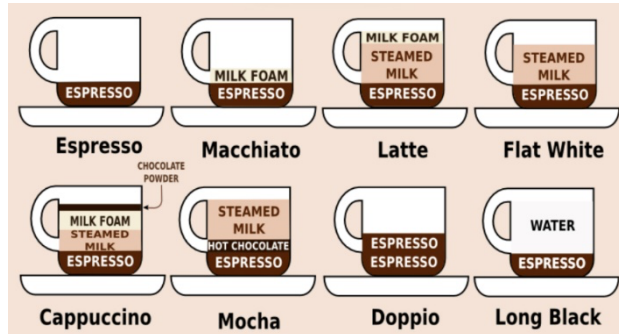 ESPRESSO
Espresso
MILK FOAM
ESPRESSO
Macchiato
MILK FOAM
STEAMED
MILK
ESPRESSO
Latte
STEAMED
MILK
ESPRESSO
Flat White
CHOCOLATE
POWDER
MILK FOAM
STEAMED
MILK
ESPRESSO
Cappuccino
STEAMED
MILK
HOT CHOCOLATE
ESPRESSO
Mocha
ESPRESSO
ESPRESSO
Doppio
WATER
ESPRESSO
Long Black